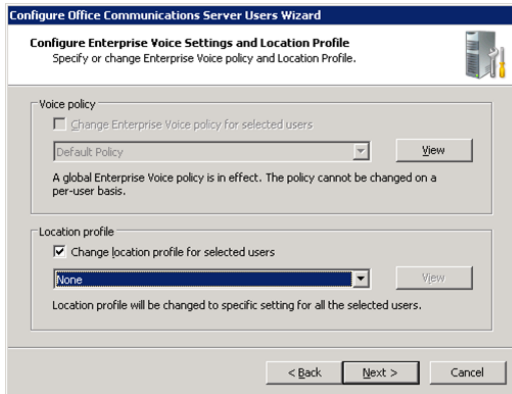 Configure Office Communications Server Users Wizard
Configure Enterprise Voice Settings and Location Profile
Specify or change Enterprise Voice policy and Location Profile.
Voice policy
Change Enterprise Voice policy for selected users
Default Policy
View
A global Enterprise Voice policy is in effect. The policy cannot be changed on a
per-user basis.
Location profile
Change location profile for selected users
None
View
Location profile will be changed to specific setting for all the selected users.
< Back
Next >
Cancel